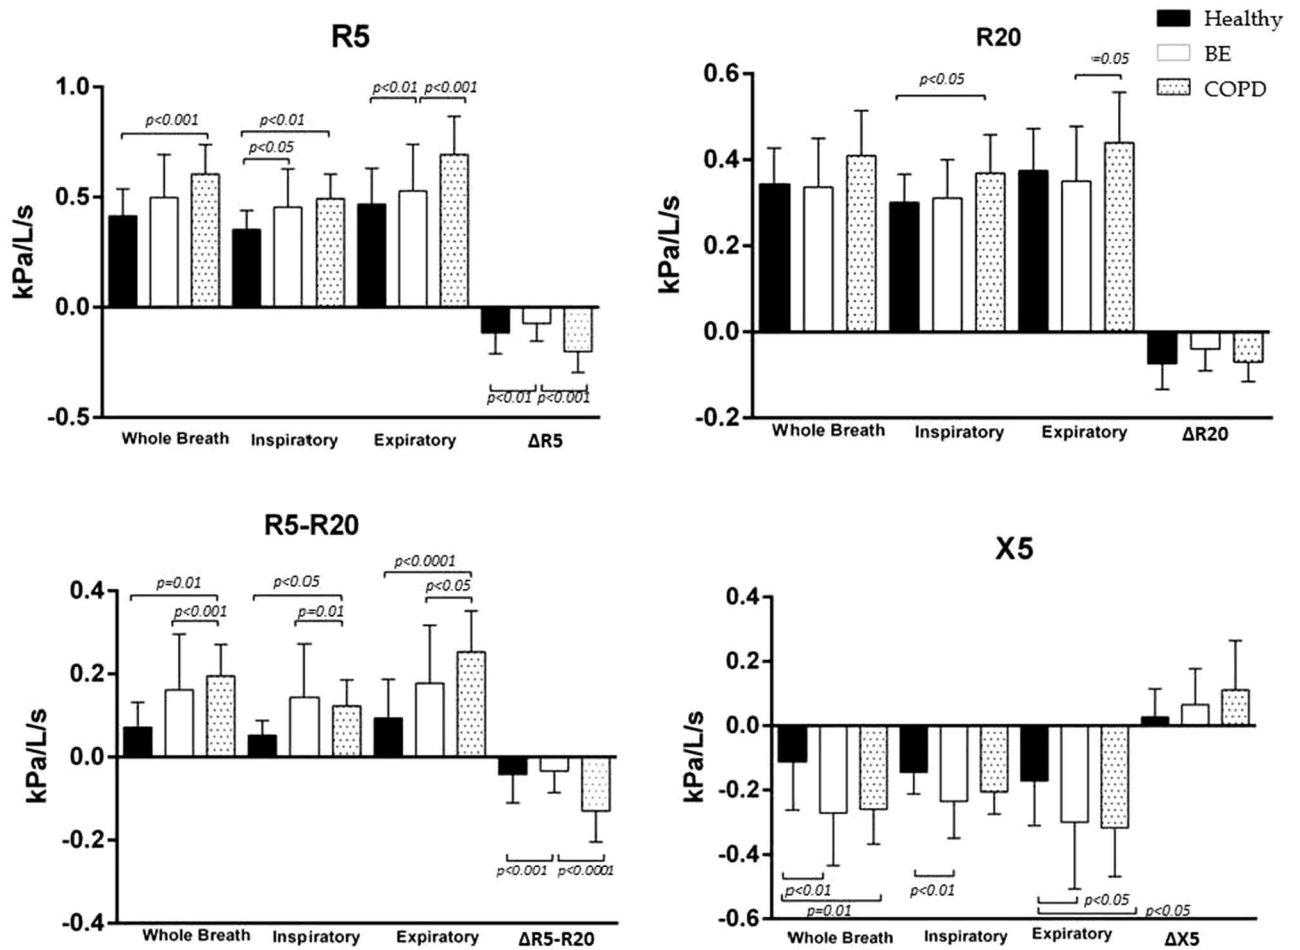 R5
1.0
0.5
0.0
-0.5
kPa/L/s
p<0.001
p<0.01
p<0.05
p<0.01
p<0.001
p<0.01
p<0.001
Whole Breath
Inspiratory
Expiratory
ΔR5
R20
Healthy
BE
COPD
0.6
0.4
0.2
0.0
-0.2
kPa/L/s
p<0.05
=0.05
Whole Breath
Inspiratory
Expiratory
ΔR20
R5-R20
0.4
0.2
0.0
-0.2
-0.4
kPa/L/s
p=0.01
p<0.001
p<0.05
p=0.01
p<0.0001
p<0.05
p<0.001
p<0.0001
Whole Breath
Inspiratory
Expiratory
ΔR5-R20
X5
0.4
0.2
0.0
-0.2
-0.4
-0.6
kPa/L/s
p<0.01
p=0.01
p<0.01
p<0.05
p<0.05
Whole Breath
Inspiratory
Expiratory
ΔX5